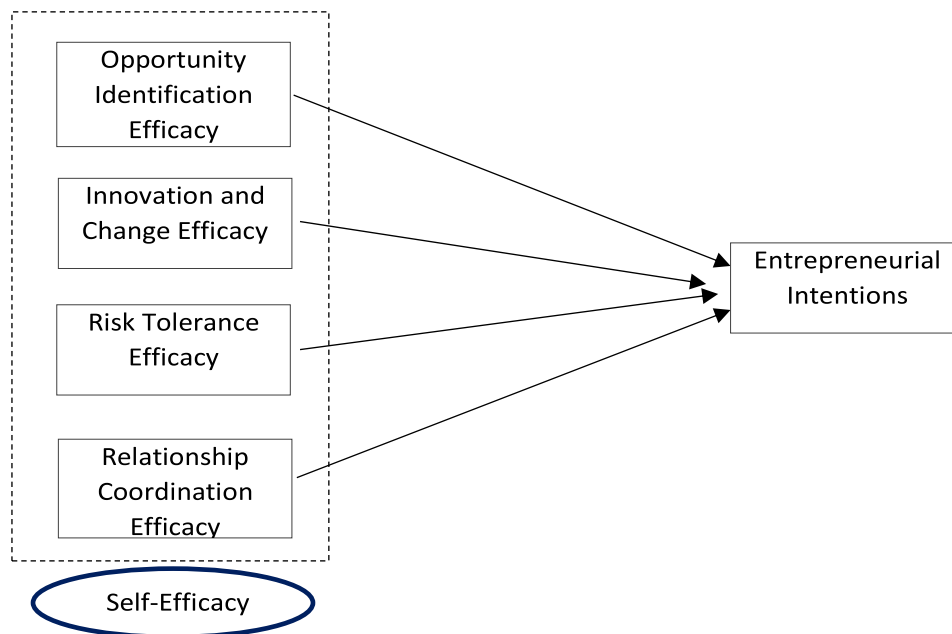 Opportunity
Identification
Efficacy
Innovation and
Change Efficacy
Risk Tolerance
Efficacy
Relationship
Coordination
Efficacy
Self-Efficacy
Entrepreneurial
Intentions